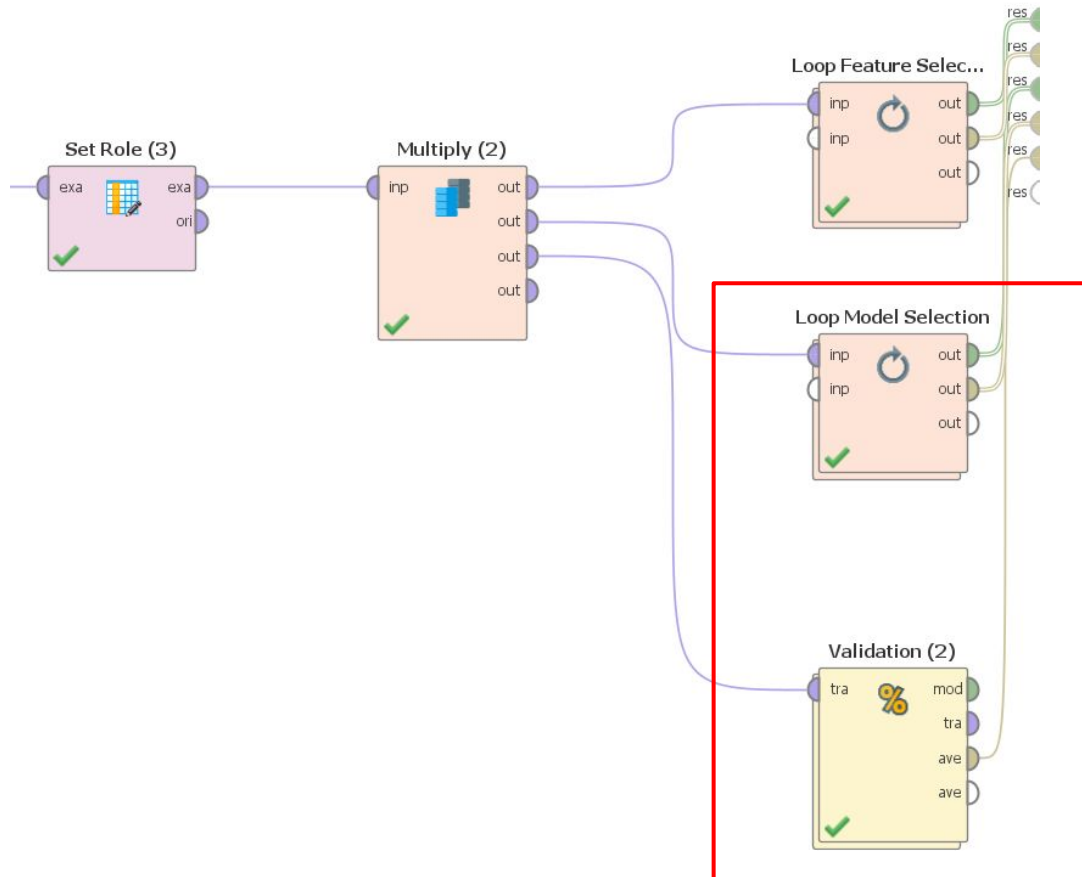 res
res
Loop Feature Selec...
res
inp
out
res
inp
out
Set Role (3)
Multiply (2)
res
out
exa
exa
inp
out
res
ori
out
out
out
Loop Model Selection
inp
out
inp
out
out
Validation (2)
tra
mod
%
tra
ave
ave